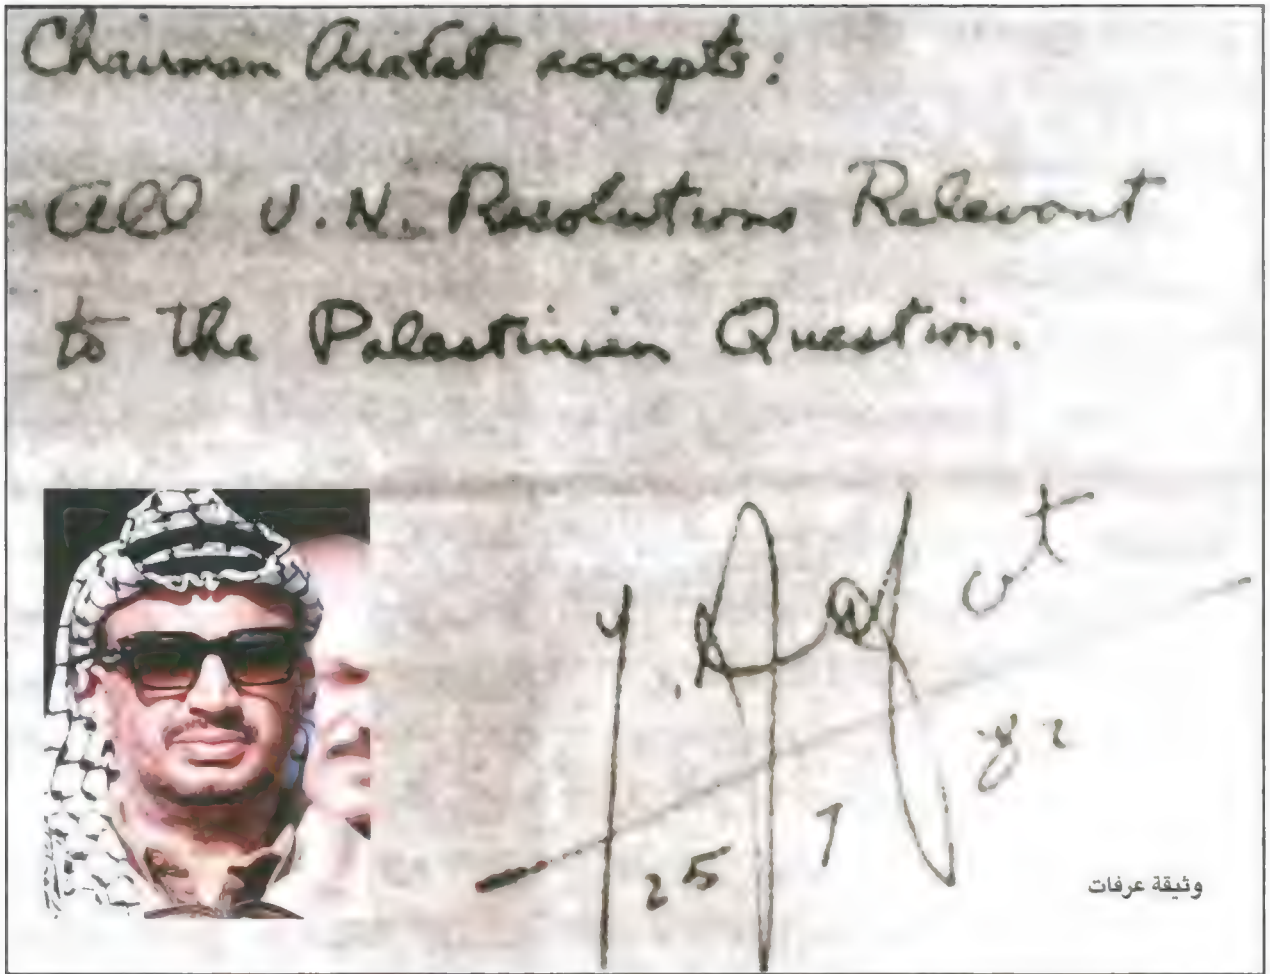 Chairman Arafat accepts:
All U.N. Resolutions Relevant
to the Palestinian Question.
Y. Arafat
25 7 82
وثيقة عرفات